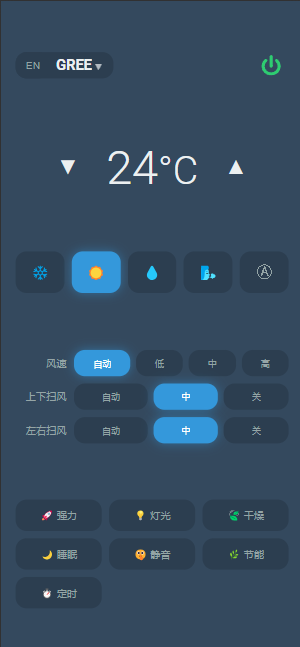 EN GREE
24°C
A
风速 自动 低 中 高
上下扫风 自动 中 关
左右扫风 自动 中 关
强力 灯光 干燥
睡眠 静音 节能
定时